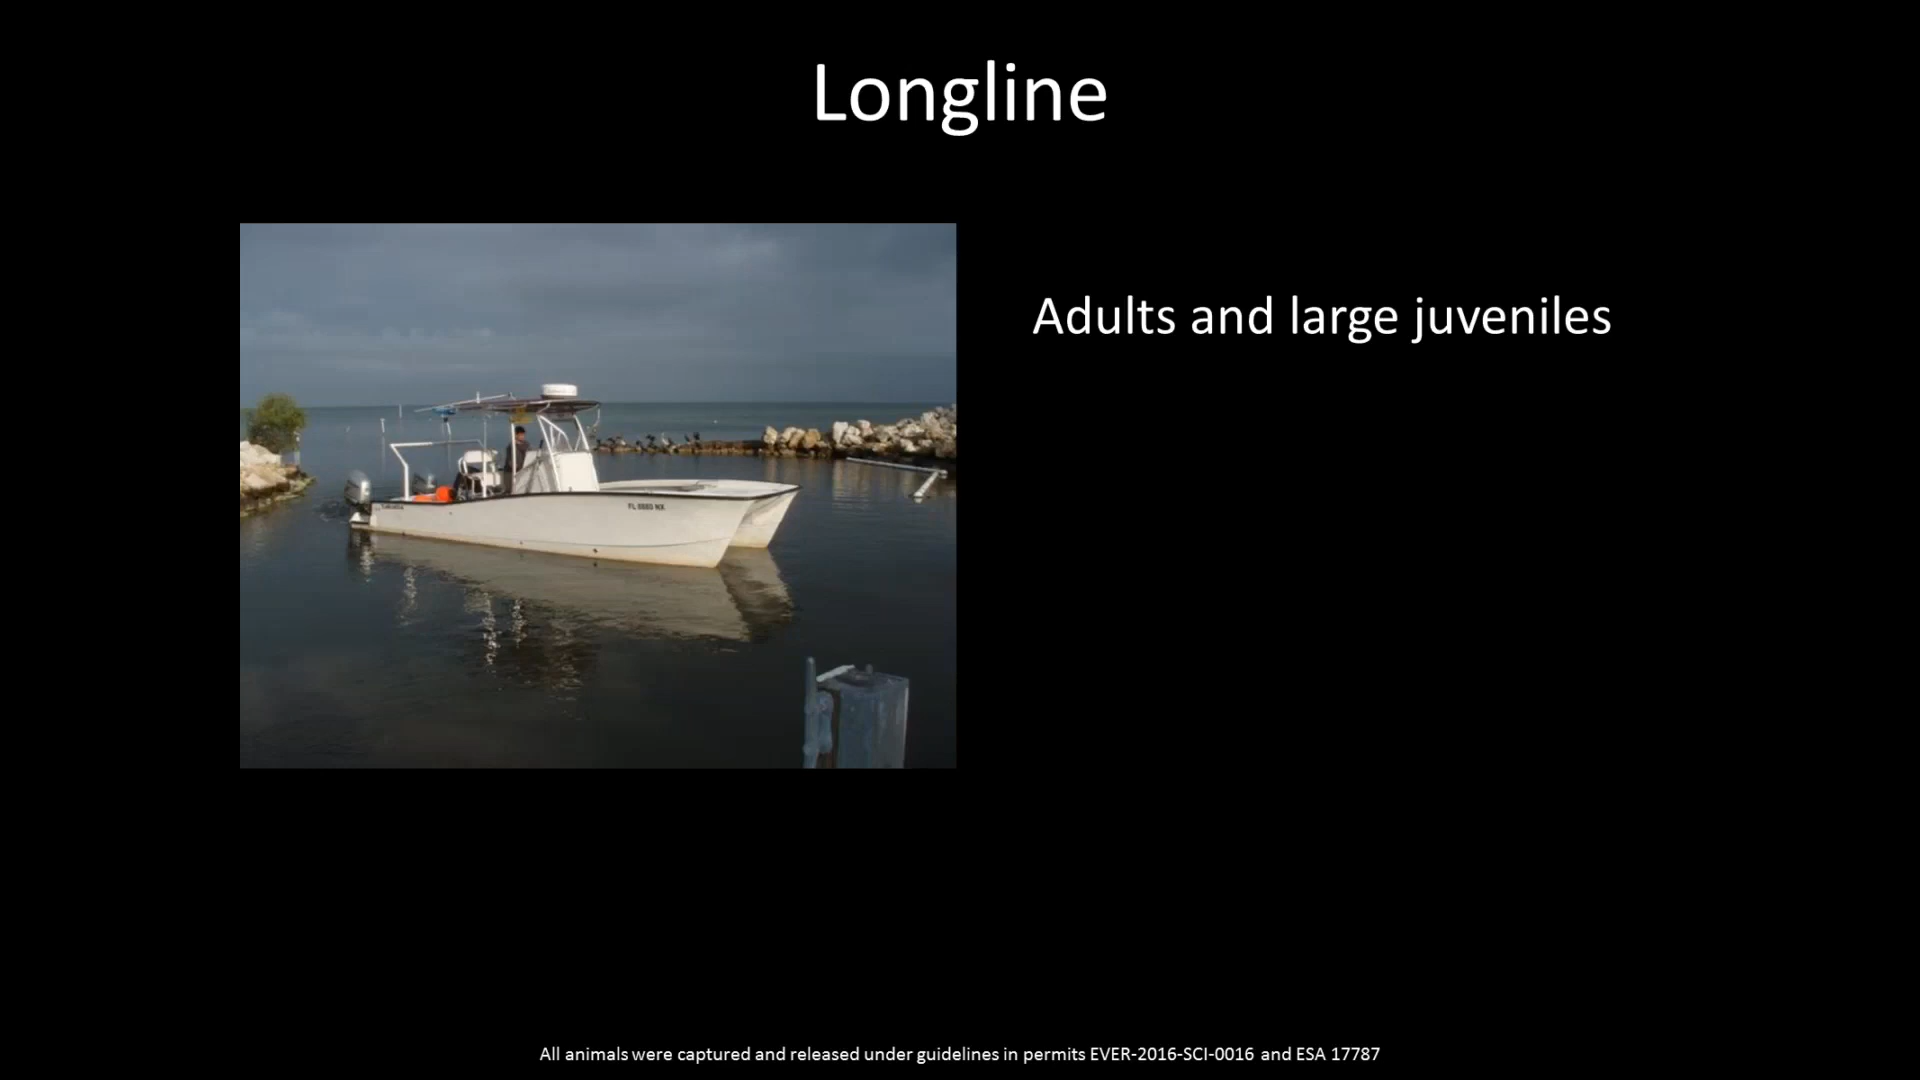 Longline
Adults and large juveniles
All animals were captured and released under guidelines in permits EVER-2016-SCI-0016 and ESA 17787